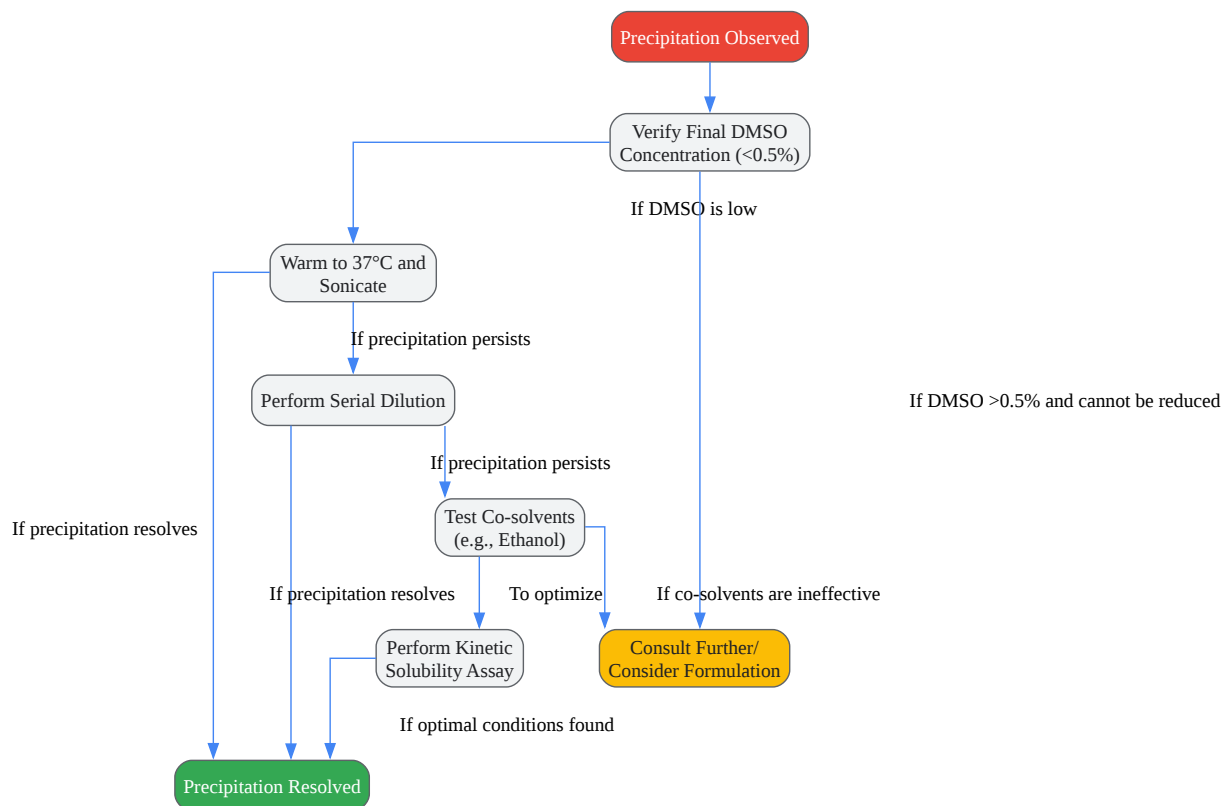 Precipitation Observed
Verify Final DMSO
Concentration (<0.5%)
If DMSO is low
Warm to 37°C and
Sonicate
If precipitation persists
Perform Serial Dilution
If DMSO >0.5% and cannot be reduced
If precipitation persists
Test Co-solvents
(e.g., Ethanol)
If precipitation resolves
If precipitation resolves
To optimize
If co-solvents are ineffective
Perform Kinetic
Solubility Assay
Consult Further/
Consider Formulation
If optimal conditions found
Precipitation Resolved